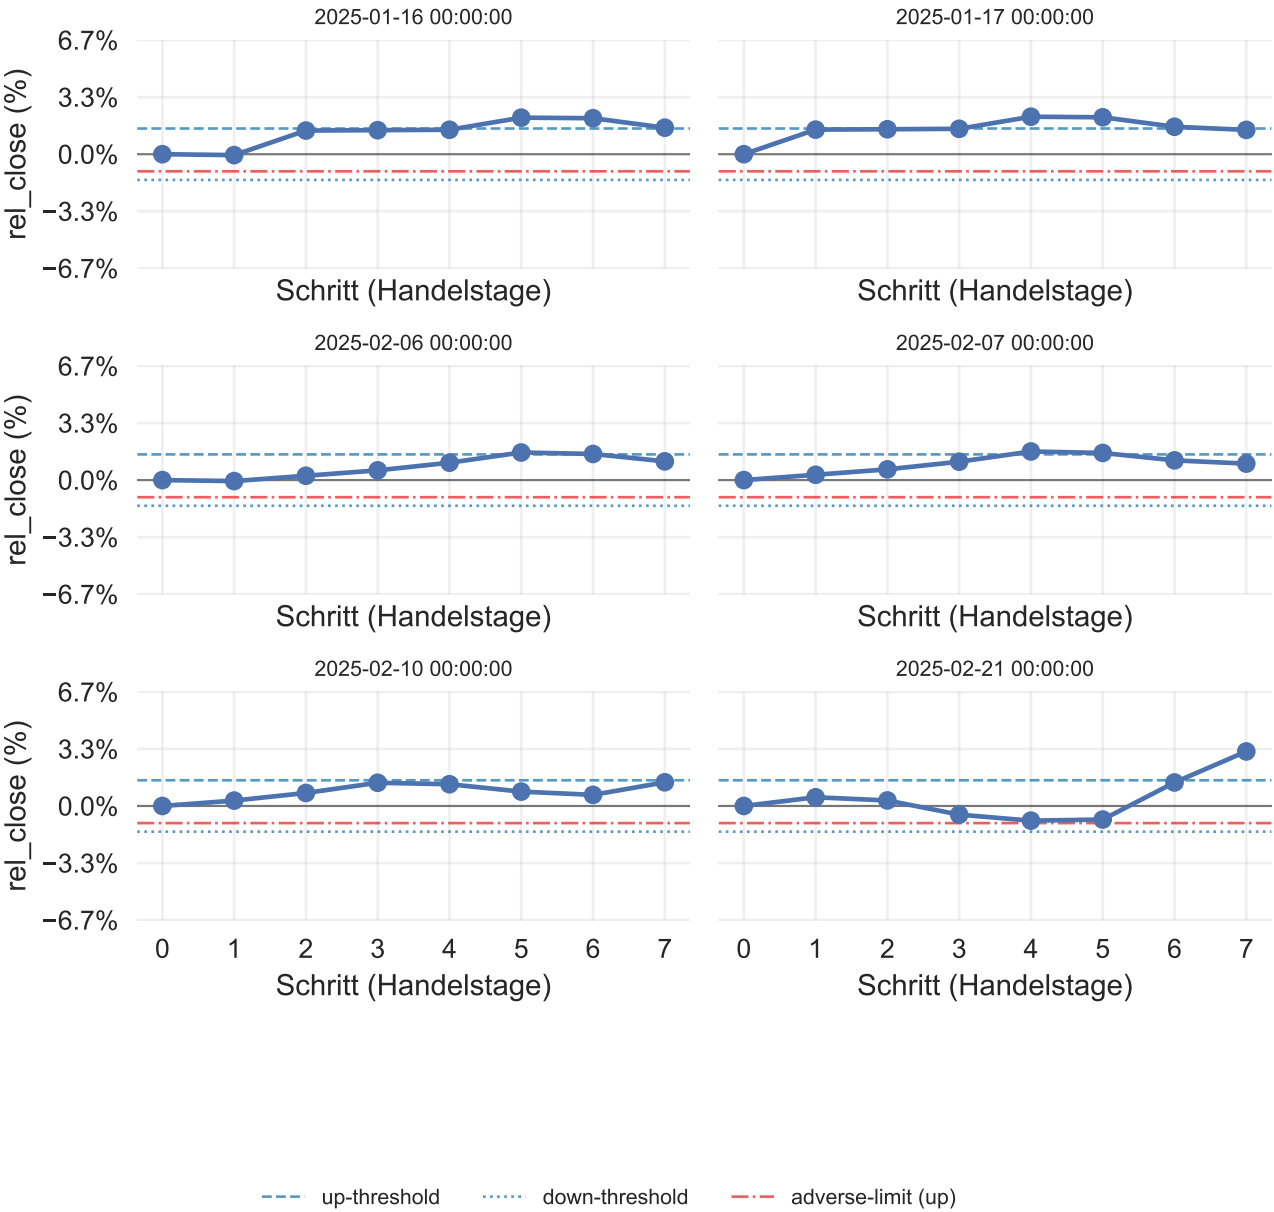 2025-01-16 00:00:00
2025-01-17 00:00:00
6.7%
3.3%
0.0%
−3.3%
−6.7%
rel_close (%)
Schritt (Handelstage)
Schritt (Handelstage)
2025-02-06 00:00:00
2025-02-07 00:00:00
6.7%
3.3%
0.0%
−3.3%
−6.7%
rel_close (%)
Schritt (Handelstage)
Schritt (Handelstage)
2025-02-10 00:00:00
2025-02-21 00:00:00
6.7%
3.3%
0.0%
−3.3%
−6.7%
rel_close (%)
0 1 2 3 4 5 6 7
0 1 2 3 4 5 6 7
Schritt (Handelstage)
Schritt (Handelstage)
up-threshold
down-threshold
adverse-limit (up)